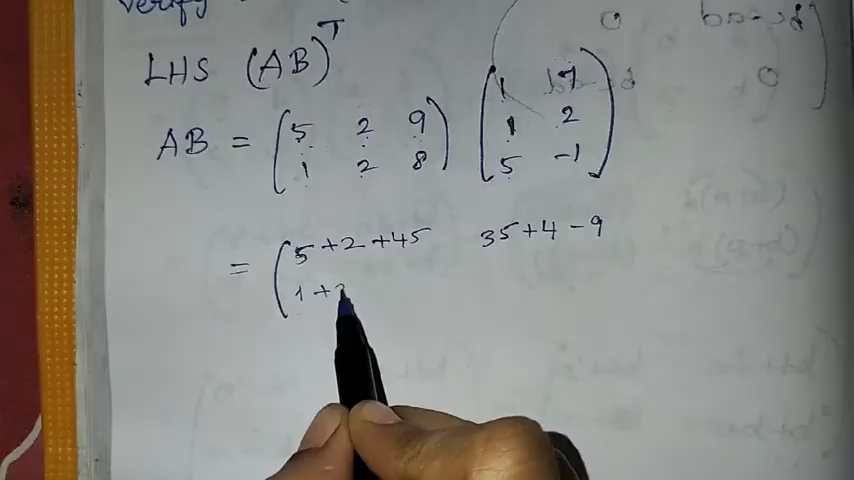 Verify
LHS (AB)^T
AB = ( 5 2 9 ) ( 1 7 )
( 1 2 8 ) ( 1 2 )
( 5 -1 )
= ( 5+2+45 35+4-9
1+2